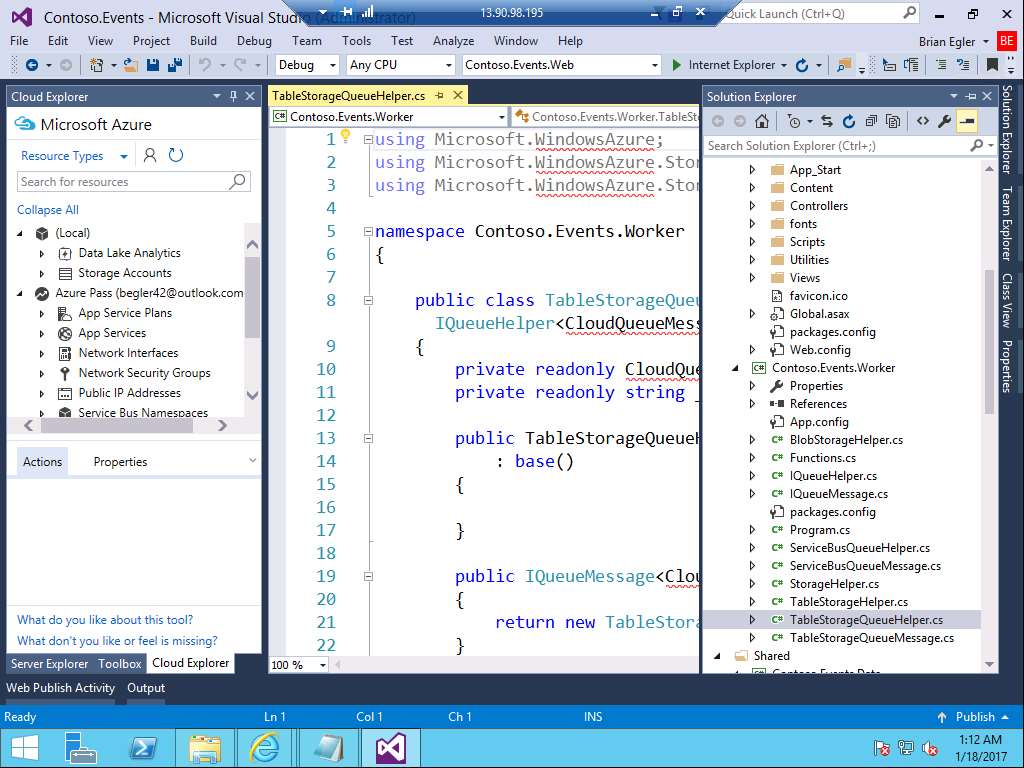 Contoso.Events - Microsoft Visual Studio (Administrator)
13.90.98.195
Quick Launch (Ctrl+Q)
File Edit View Project Build Debug Team Tools Test Analyze Window Help
Brian Egler BE
Debug Any CPU Contoso.Events.Web Internet Explorer
Cloud Explorer
Microsoft Azure
Resource Types
Search for resources
Collapse All
(Local)
Data Lake Analytics
Storage Accounts
Azure Pass (begler42@outlook.com
App Service Plans
App Services
Network Interfaces
Network Security Groups
Public IP Addresses
Service Bus Namespaces
Actions Properties
What do you like about this tool?
What don't you like or feel is missing?
Server Explorer Toolbox Cloud Explorer
TableStorageQueueHelper.cs
Contoso.Events.Worker Contoso.Events.Worker.TableSto
1 using Microsoft.WindowsAzure;
2 using Microsoft.WindowsAzure.Stor
3 using Microsoft.WindowsAzure.Stor
4
5 namespace Contoso.Events.Worker
6 {
7
8 public class TableStorageQueu
IQueueHelper<CloudQueueMess
9 {
10 private readonly CloudQue
11 private readonly string _
12
13 public TableStorageQueueH
14 : base()
15 {
16
17 }
18
19 public IQueueMessage<Clou
20 {
21 return new TableStora
22 }
100 %
Solution Explorer
Search Solution Explorer (Ctrl+;)
App_Start
Content
Controllers
fonts
Scripts
Utilities
Views
favicon.ico
Global.asax
packages.config
Web.config
Contoso.Events.Worker
Properties
References
App.config
BlobStorageHelper.cs
Functions.cs
IQueueHelper.cs
IQueueMessage.cs
packages.config
Program.cs
ServiceBusQueueHelper.cs
ServiceBusQueueMessage.cs
StorageHelper.cs
TableStorageHelper.cs
TableStorageQueueHelper.cs
TableStorageQueueMessage.cs
Shared
Contoso.Events.Data
Solution Explorer
Team Explorer
Class View
Properties
Web Publish Activity Output
Ready Ln 1 Col 1 Ch 1 INS Publish
1:12 AM
1/18/2017